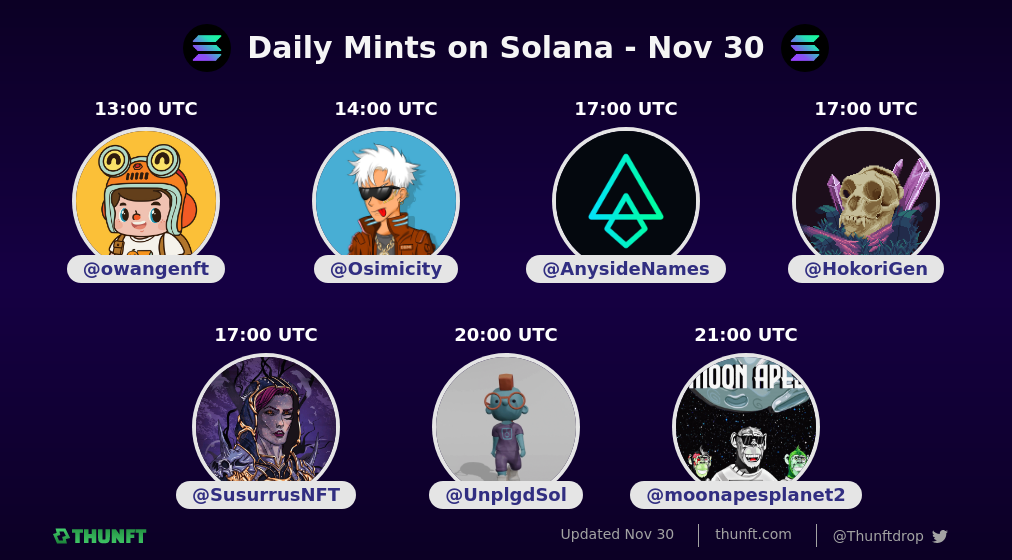 Daily Mints on Solana - Nov 30
13:00 UTC
14:00 UTC
17:00 UTC
17:00 UTC
@owangenft
@Osimicity
@AnysideNames
@HokoriGen
17:00 UTC
20:00 UTC
21:00 UTC
MOON APES
@SusurrusNFT
@UnplgdSol
@moonapesplanet2
THUNFT
Updated Nov 30
thunft.com
@Thunftdrop